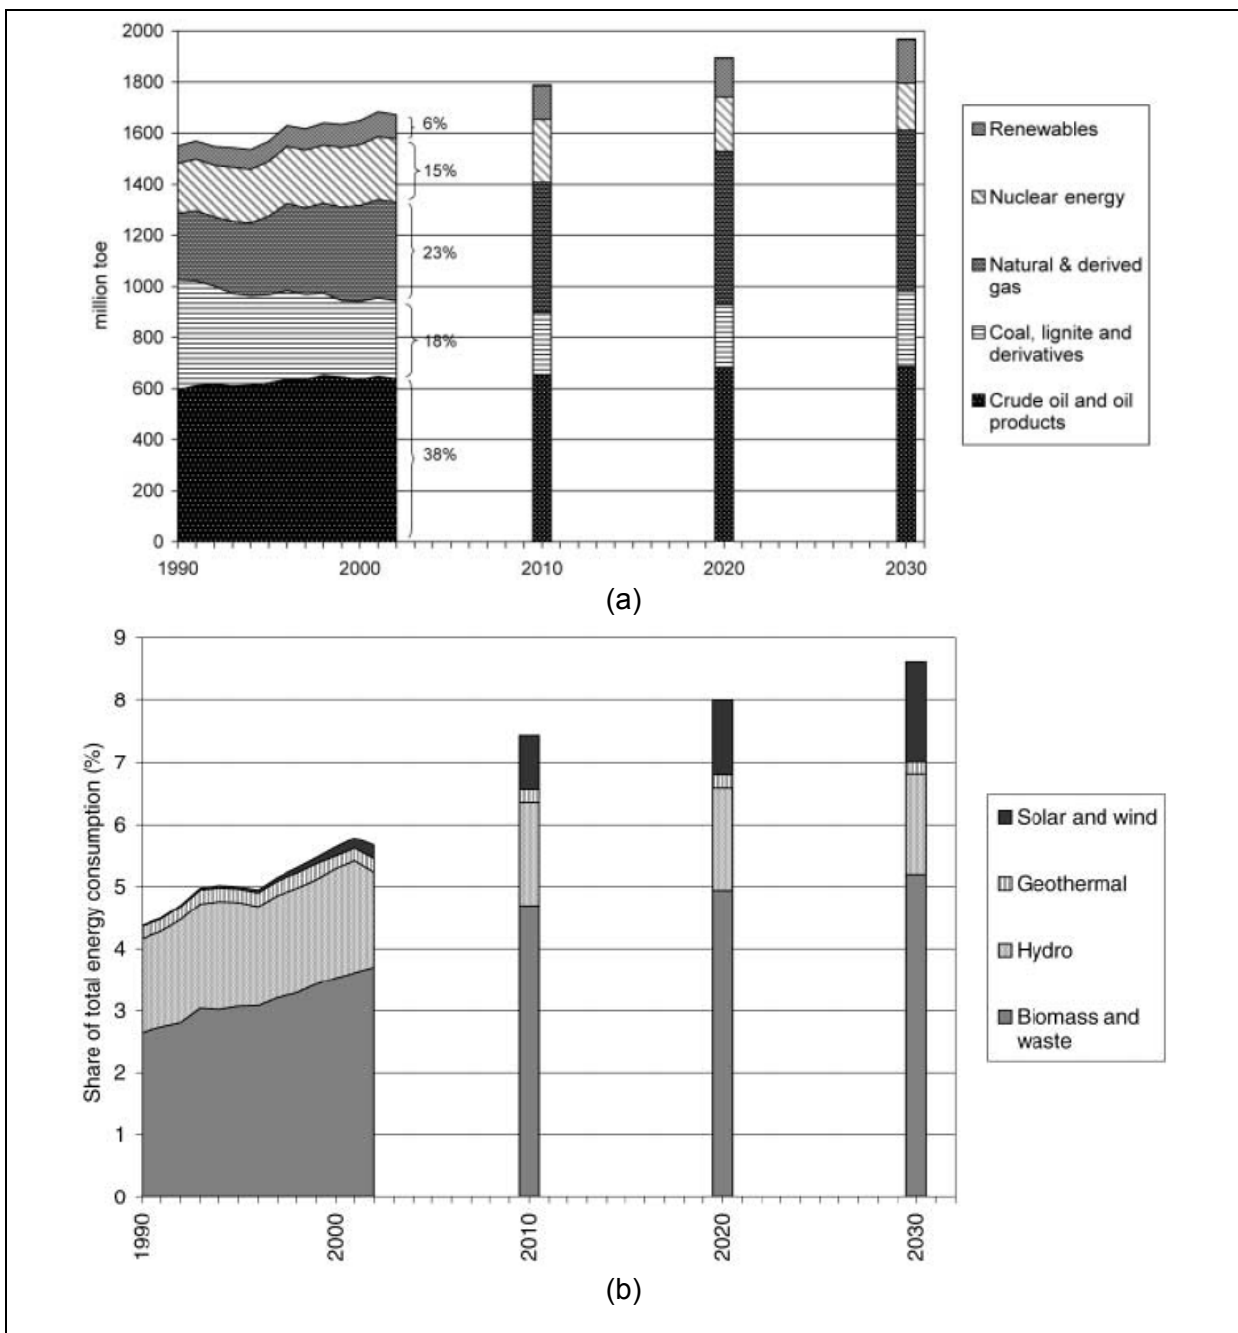 2000
1800
1600
1400
1200
1000
800
600
400
200
0
million toe
6%
15%
23%
18%
38%
1990
2000
2010
2020
2030
Renewables
Nuclear energy
Natural & derived
gas
Coal, lignite and
derivatives
Crude oil and oil
products
(a)
9
8
7
6
5
4
3
2
1
0
Share of total energy consumption (%)
1990
2000
2010
2020
2030
Solar and wind
Geothermal
Hydro
Biomass and
waste
(b)